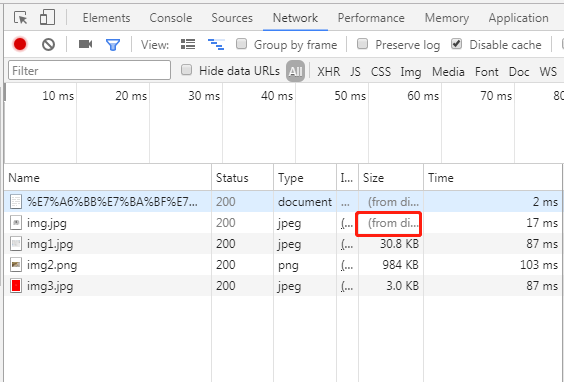 Elements Console Sources Network Performance Memory Application
View: Group by frame Preserve log Disable cache
Filter Hide data URLs All XHR JS CSS Img Media Font Doc WS
10 ms 20 ms 30 ms 40 ms 50 ms 60 ms 70 ms 80
Name Status Type I... Size Time
%E7%A6%BB%E7%BA%BF%E7... 200 document ... (from di... 2 ms
img.jpg 200 jpeg (... (from di... 17 ms
img1.jpg 200 jpeg (... 30.8 KB 87 ms
img2.png 200 png (... 984 KB 103 ms
img3.jpg 200 jpeg (... 3.0 KB 87 ms